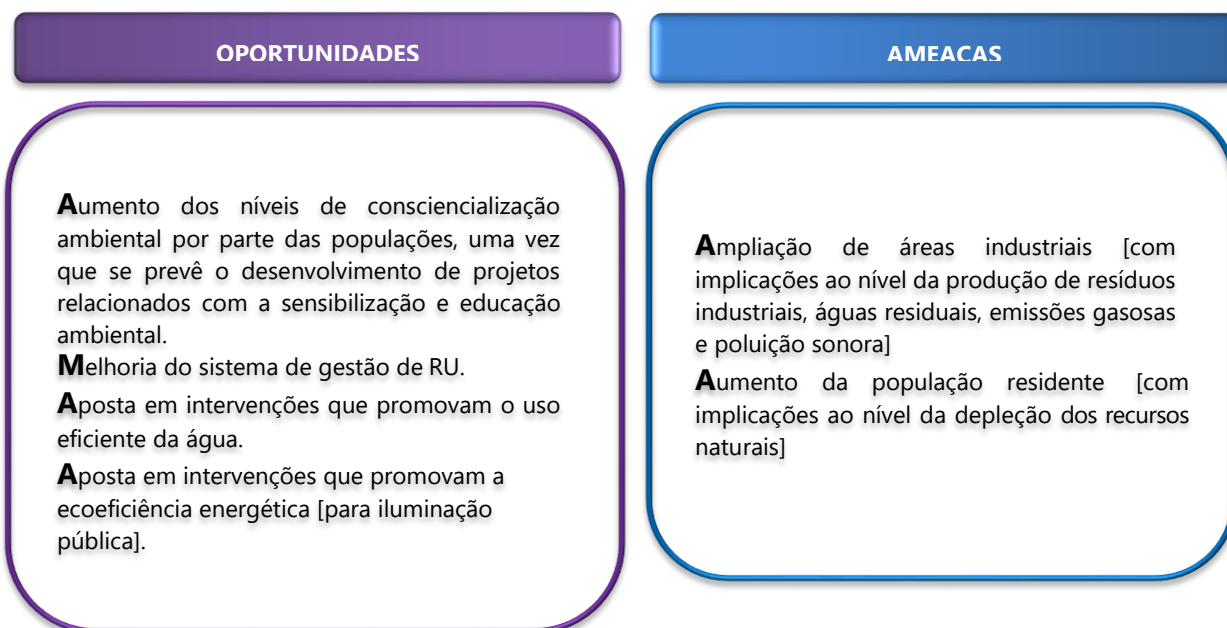 OPORTUNIDADES
Aumento dos níveis de consciencialização
ambiental por parte das populações, uma vez
que se prevê o desenvolvimento de projetos
relacionados com a sensibilização e educação
ambiental.
Melhoria do sistema de gestão de RU.
Aposta em intervenções que promovam o uso
eficiente da água.
Aposta em intervenções que promovam a
ecoeficiência energética [para iluminação
pública].
AMEACAS
Ampliação de áreas industriais [com
implicações ao nível da produção de resíduos
industriais, águas residuais, emissões gasosas
e poluição sonora]
Aumento da população residente [com
implicações ao nível da depleção dos recursos
naturais]